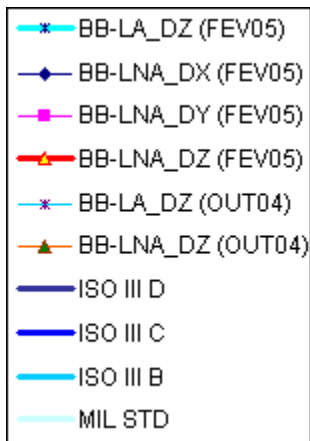 BB-LA_DZ (FEV05)
BB-LNA_DX (FEV05)
BB-LNA_DY (FEV05)
BB-LNA_DZ (FEV05)
BB-LA_DZ (OUT04)
BB-LNA_DZ (OUT04)
ISO III D
ISO III C
ISO III B
MIL STD